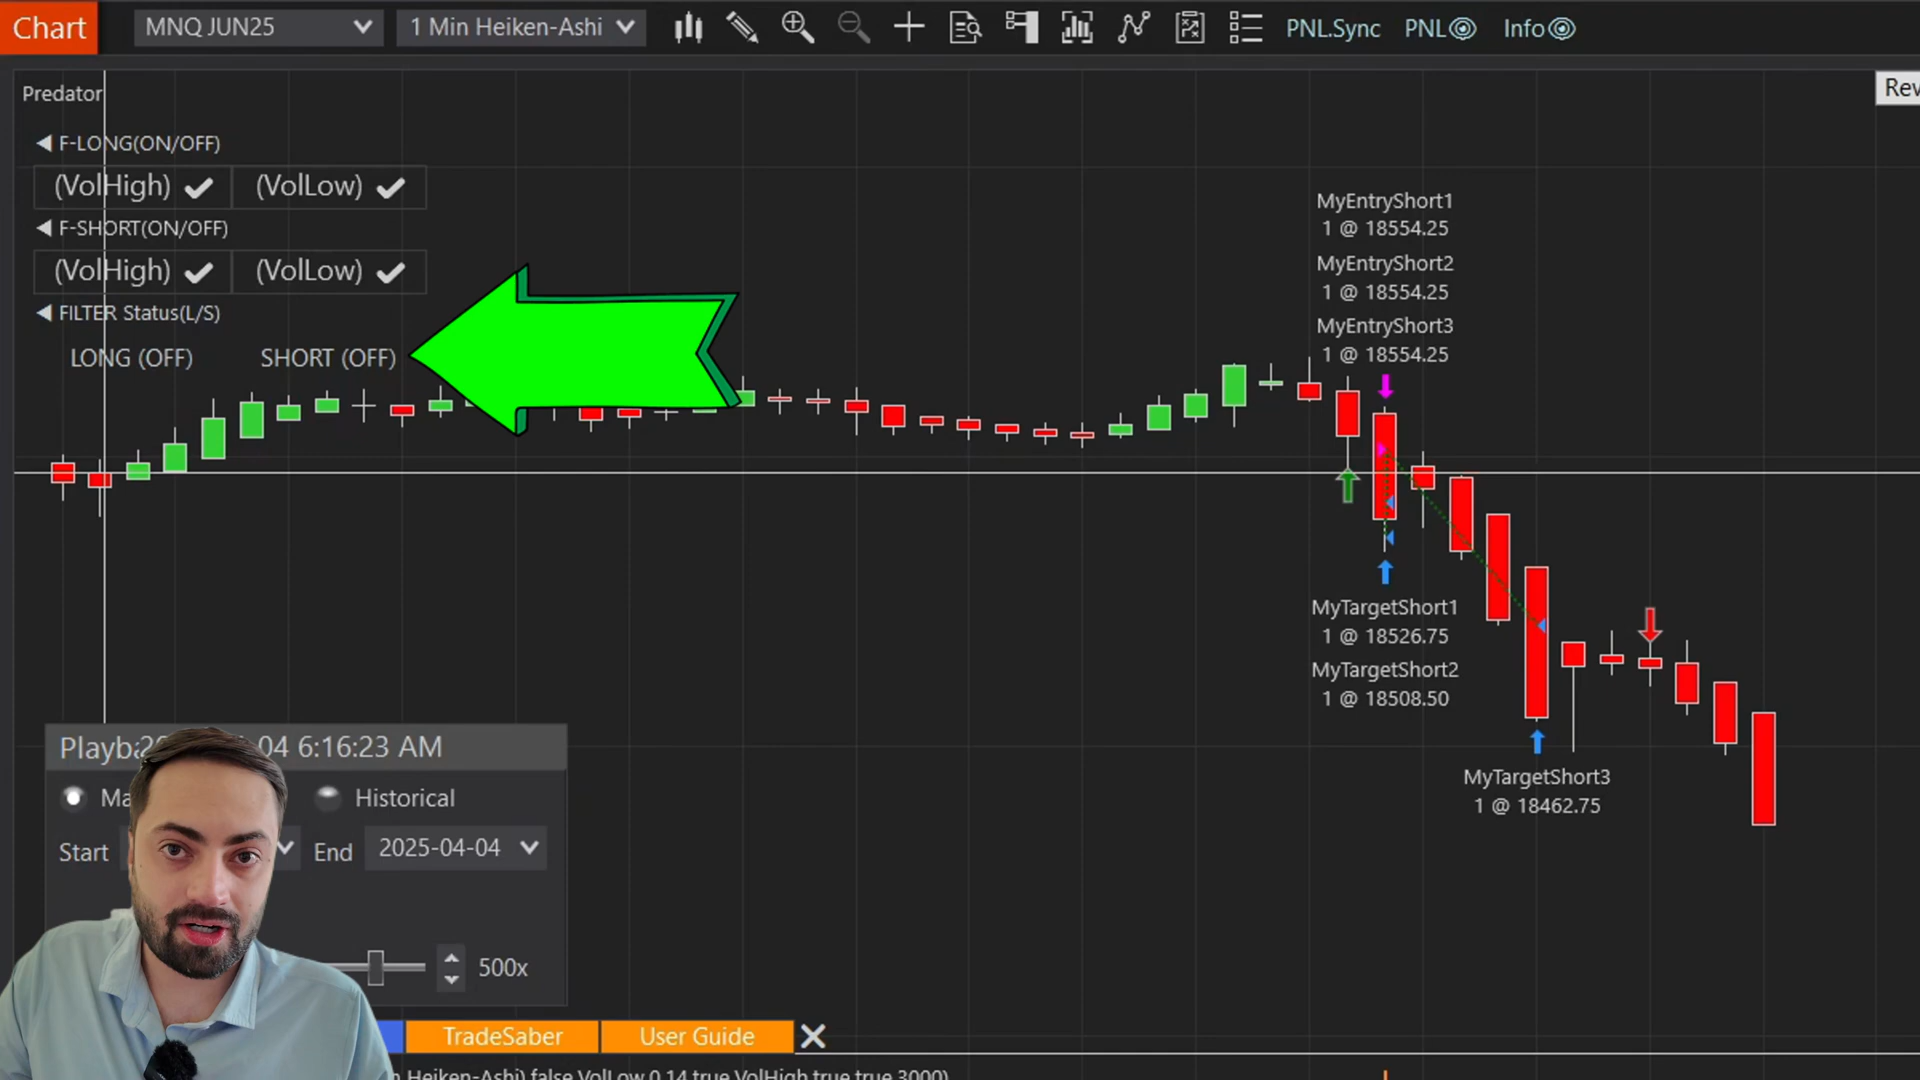 Chart
MNQ JUN25
1 Min Heiken-Ashi
PNL.Sync
PNL
Info
Predator
Rev
F-LONG(ON/OFF)
(VolHigh) (VolLow)
F-SHORT(ON/OFF)
(VolHigh) (VolLow)
FILTER Status(L/S)
LONG (OFF) SHORT (OFF)
MyEntryShort1
1 @ 18554.25
MyEntryShort2
1 @ 18554.25
MyEntryShort3
1 @ 18554.25
MyTargetShort1
1 @ 18526.75
MyTargetShort2
1 @ 18508.50
MyTargetShort3
1 @ 18462.75
04 6:16:23 AM
Historical
Start
End 2025-04-04
500x
TradeSaber
User Guide
Heiken-Ashi) false VolLow 0.14 true VolHigh true true 3000)